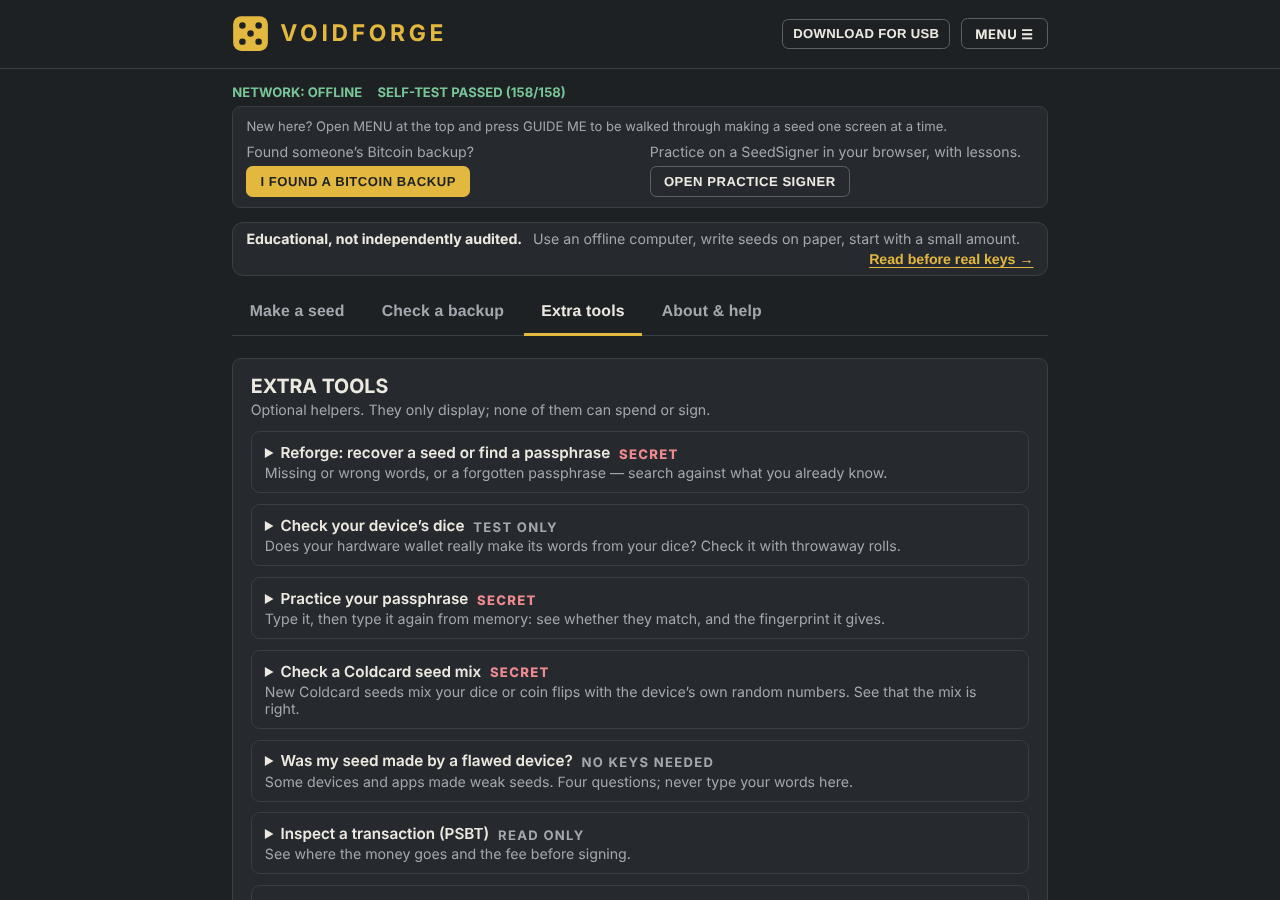 VOIDFORGE
DOWNLOAD FOR USB
MENU ☰
NETWORK: OFFLINE SELF-TEST PASSED (158/158)
New here? Open MENU at the top and press GUIDE ME to be walked through making a seed one screen at a time.
Found someone’s Bitcoin backup?
I FOUND A BITCOIN BACKUP
Practice on a SeedSigner in your browser, with lessons.
OPEN PRACTICE SIGNER
Educational, not independently audited. Use an offline computer, write seeds on paper, start with a small amount.
Read before real keys →
Make a seed Check a backup Extra tools About & help
EXTRA TOOLS
Optional helpers. They only display; none of them can spend or sign.
▶ Reforge: recover a seed or find a passphrase SECRET
Missing or wrong words, or a forgotten passphrase — search against what you already know.
▶ Check your device’s dice TEST ONLY
Does your hardware wallet really make its words from your dice? Check it with throwaway rolls.
▶ Practice your passphrase SECRET
Type it, then type it again from memory: see whether they match, and the fingerprint it gives.
▶ Check a Coldcard seed mix SECRET
New Coldcard seeds mix your dice or coin flips with the device’s own random numbers. See that the mix is
right.
▶ Was my seed made by a flawed device? NO KEYS NEEDED
Some devices and apps made weak seeds. Four questions; never type your words here.
▶ Inspect a transaction (PSBT) READ ONLY
See where the money goes and the fee before signing.